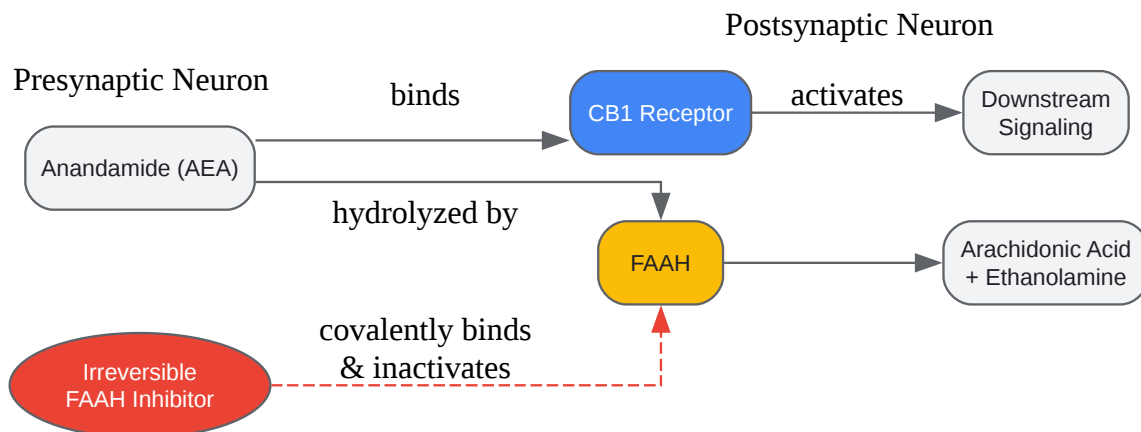 Postsynaptic Neuron
Presynaptic Neuron
binds
CB1 Receptor
activates
Downstream
Signaling
Anandamide (AEA)
hydrolyzed by
FAAH
Arachidonic Acid
+ Ethanolamine
covalently binds
& inactivates
Irreversible
FAAH Inhibitor